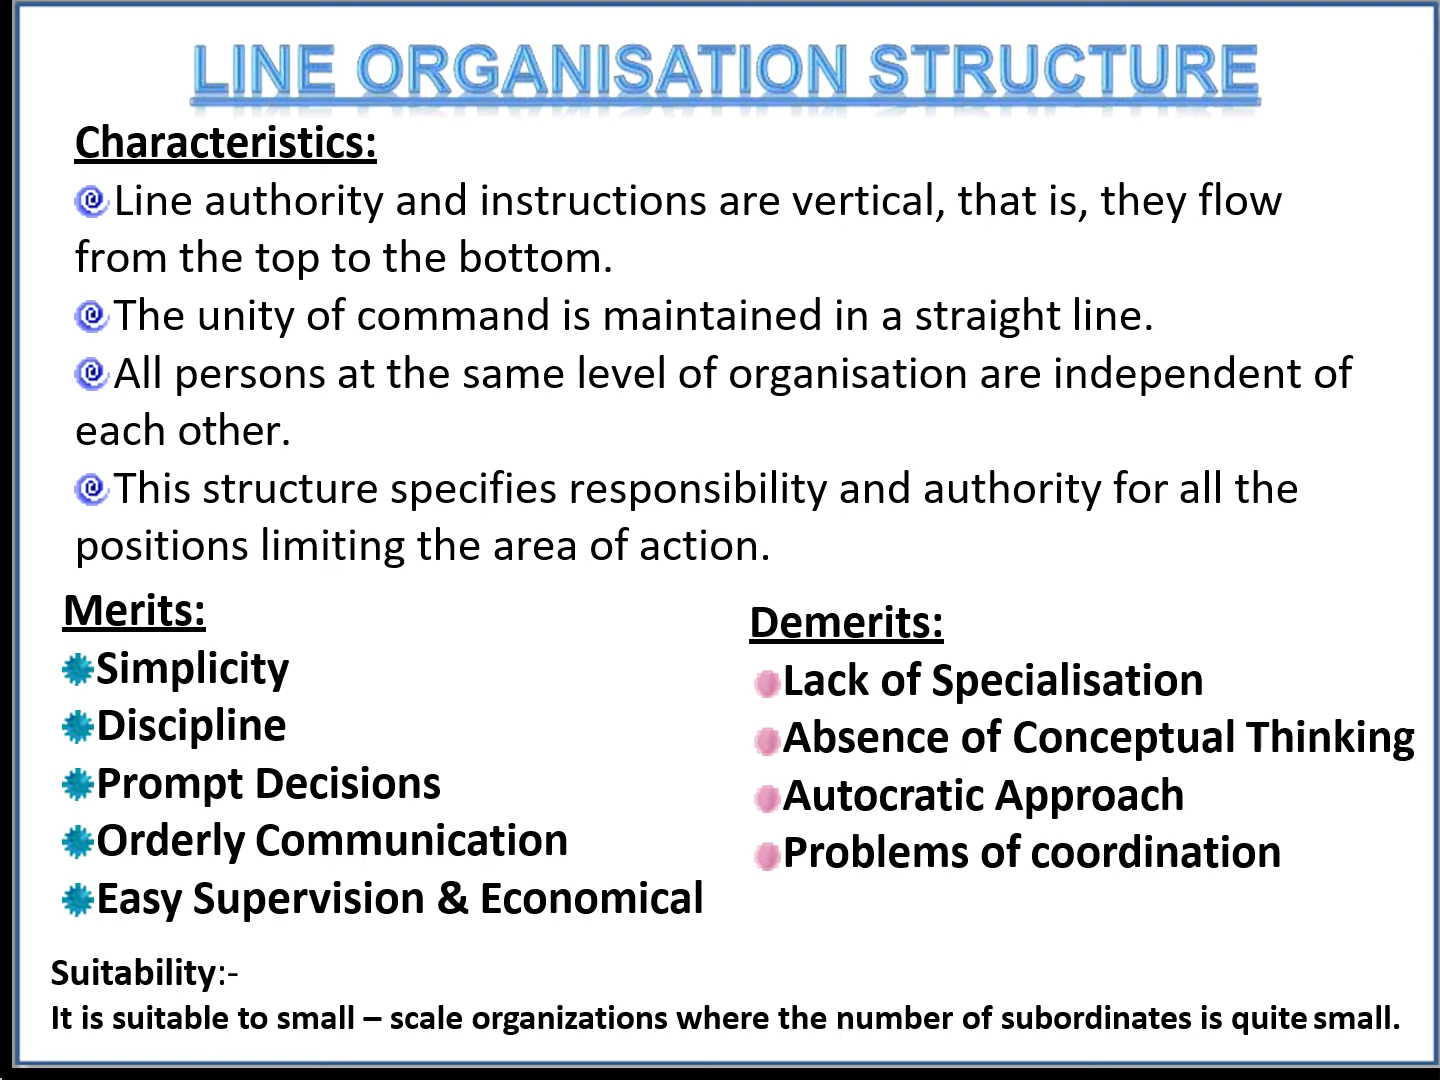 LINE ORGANISATION STRUCTURE
Characteristics:
Line authority and instructions are vertical, that is, they flow
from the top to the bottom.
The unity of command is maintained in a straight line.
All persons at the same level of organisation are independent of
each other.
This structure specifies responsibility and authority for all the
positions limiting the area of action.
Merits:
Simplicity
Discipline
Prompt Decisions
Orderly Communication
Easy Supervision & Economical
Demerits:
Lack of Specialisation
Absence of Conceptual Thinking
Autocratic Approach
Problems of coordination
Suitability:-
It is suitable to small – scale organizations where the number of subordinates is quite small.